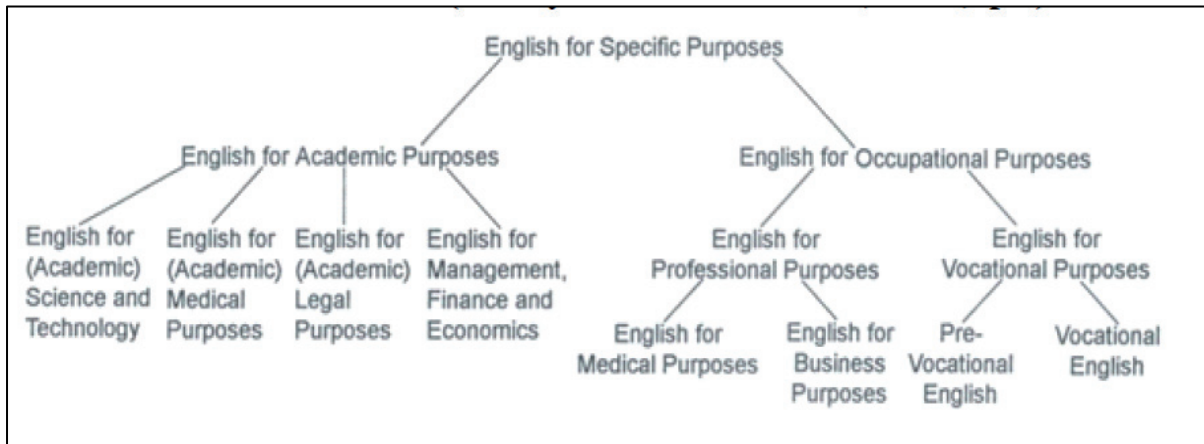 English for Specific Purposes
English for Academic Purposes
English for Occupational Purposes
English for
(Academic)
Science and
Technology
English for
(Academic)
Medical
Purposes
English for
(Academic)
Legal
Purposes
English for
Management,
Finance and
Economics
English for
Professional Purposes
English for
Vocational Purposes
English for
Medical Purposes
English for
Business
Purposes
Pre-
Vocational
English
Vocational
English